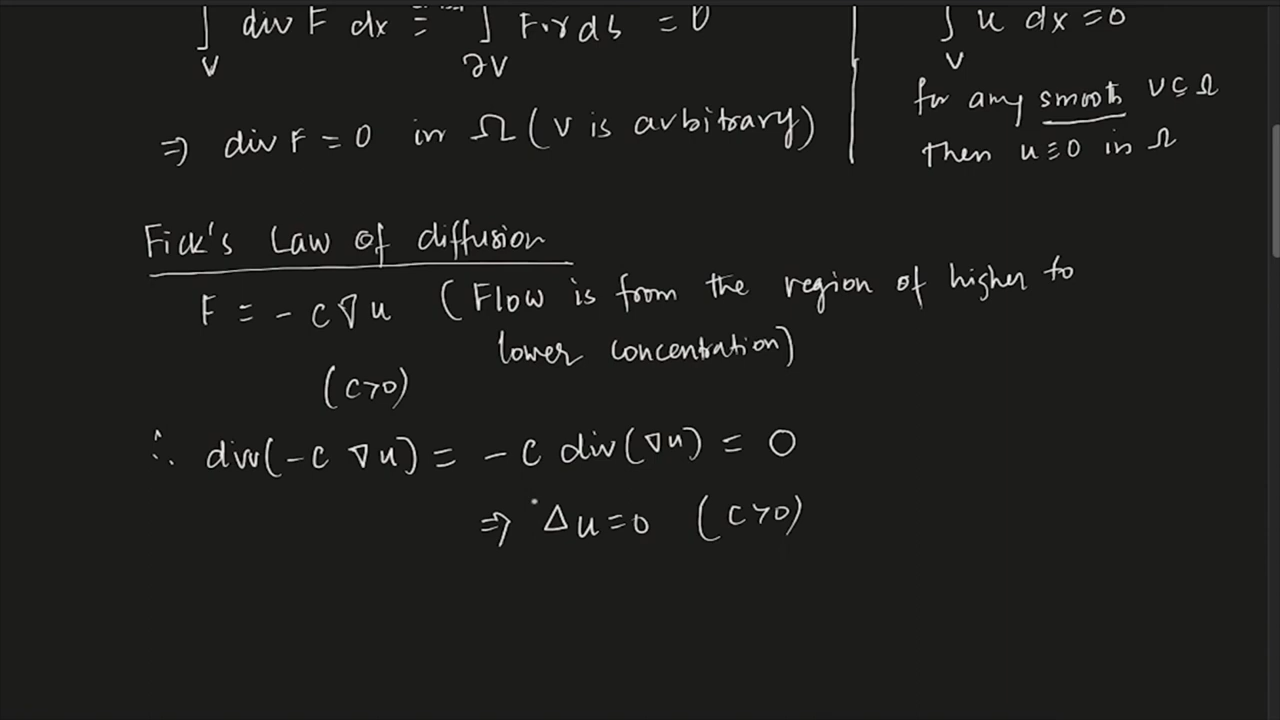 ∫_V div F dx = ∫_∂V F·ν ds = 0
⇒ div F = 0 in Ω (V is arbitrary)
∫_V u dx = 0
for any smooth V ⊆ Ω
then u ≡ 0 in Ω
Fick's Law of diffusion
F = - C ∇u (Flow is from the region of higher to
lower concentration)
(C>0)
∴ div(-C ∇u) = - C div(∇u) = 0
⇒ Δu = 0 (C>0)